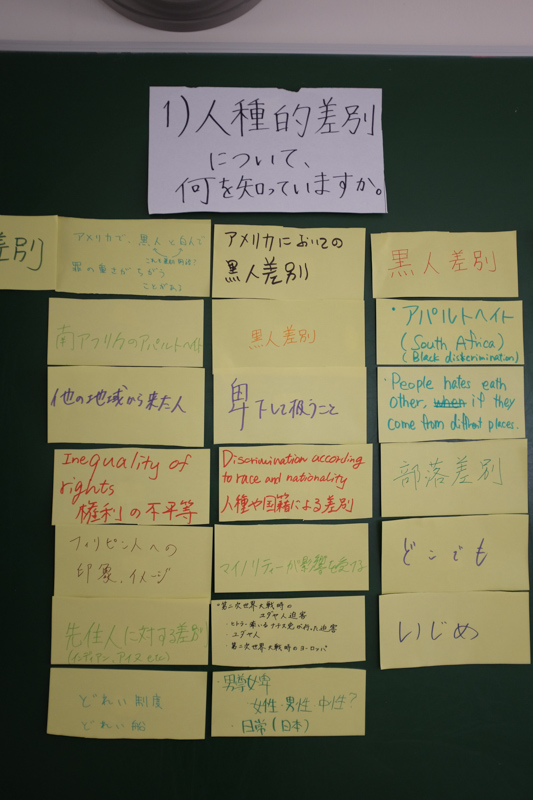 1)人種的差別
について、
何を知っていますか。
差別
アメリカで、黒人と白人で
罪の重さがちがう
ことがある
アメリカにおいての
黒人差別
黒人差別
南アフリカのアパルトヘイト
黒人差別
・アパルトヘイト
(South Africa)
(Black diskrimination)
他の地域から来た人
卑下して扱うこと
・People hates eath
other, when if they
come from diffrnt places.
Inequality of
rights
権利の不平等
Discrimination according
to race and nationality
人種や国籍による差別
部落差別
フィリピン人への
印象、イメージ
マイノリティーが影響を受ける
どこでも
先住人に対する差別
(インディアン、アイヌ etc)
・第二次世界大戦時の
ユダヤ人迫害
・ヒトラー率いるナチス党が行った迫害
・ユダヤ人
・第二次世界大戦時のヨーロッパ
いじめ
どれい制度
どれい船
・男尊女卑
・女性、男性、中性?
・日常(日本)